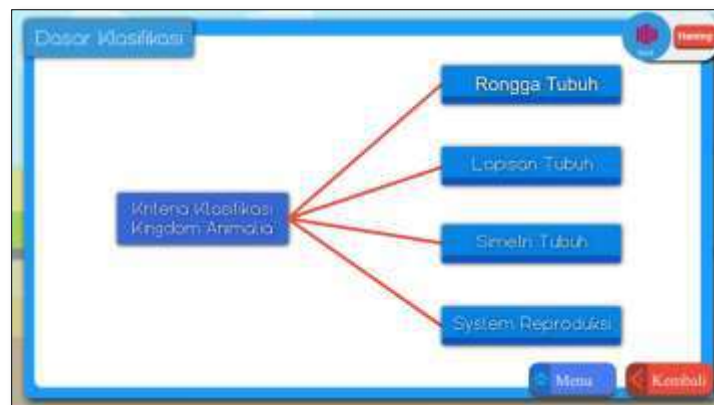 Dasar Klasifikasi
Rongga Tubuh
Lapisan Tubuh
Kriteria Klasifikasi
Kingdom Animalia
Simetri Tubuh
System Reproduksi
Menu
Kembali